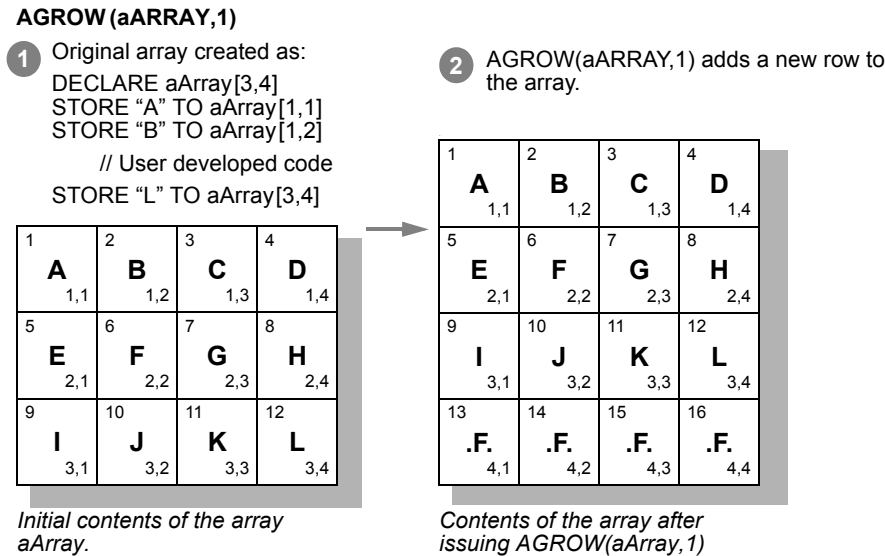 AGROW (aARRAY,1)
1 Original array created as:
DECLARE aArray[3,4]
STORE “A” TO aArray[1,1]
STORE “B” TO aArray[1,2]
// User developed code
STORE “L” TO aArray[3,4]
1 2 3 4
A B C D
1,1 1,2 1,3 1,4
5 6 7 8
E F G H
2,1 2,2 2,3 2,4
9 10 11 12
I J K L
3,1 3,2 3,3 3,4
Initial contents of the array
aArray.
2 AGROW(aARRAY,1) adds a new row to
the array.
1 2 3 4
A B C D
1,1 1,2 1,3 1,4
5 6 7 8
E F G H
2,1 2,2 2,3 2,4
9 10 11 12
I J K L
3,1 3,2 3,3 3,4
13 14 15 16
.F. .F. .F. .F.
4,1 4,2 4,3 4,4
Contents of the array after
issuing AGROW(aArray,1)